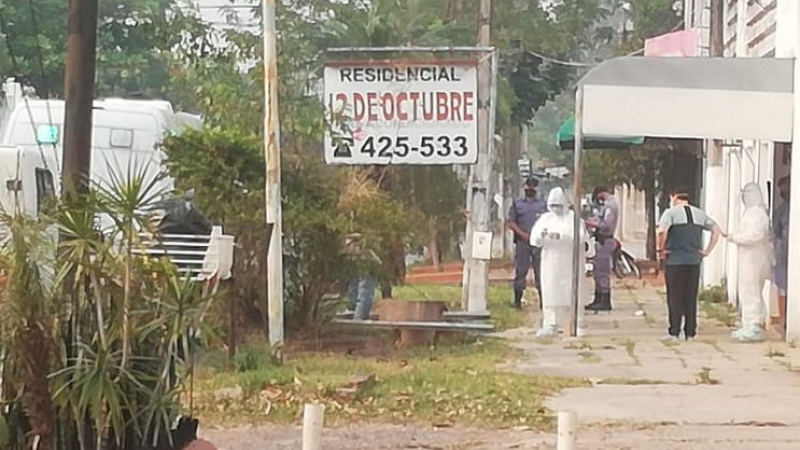 RESIDENCIAL
12 DE OCTUBRE
425-533